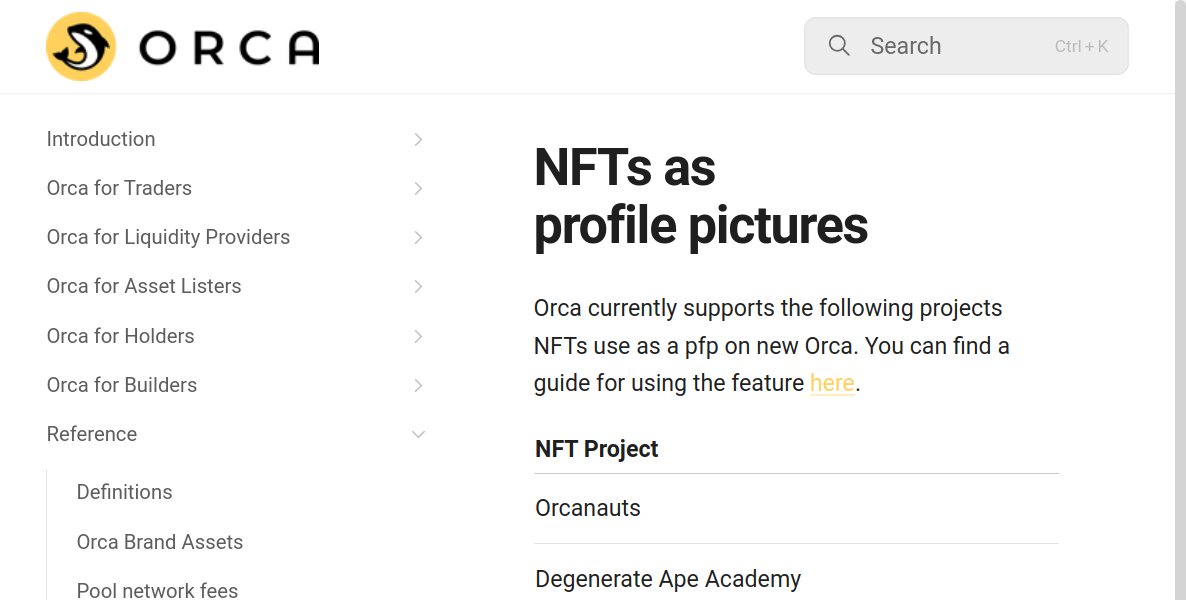 ORCA
Search
Ctrl + K
Introduction
Orca for Traders
Orca for Liquidity Providers
Orca for Asset Listers
Orca for Holders
Orca for Builders
Reference
Definitions
Orca Brand Assets
Pool network fees
NFTs as
profile pictures
Orca currently supports the following projects
NFTs use as a pfp on new Orca. You can find a
guide for using the feature here.
NFT Project
Orcanauts
Degenerate Ape Academy